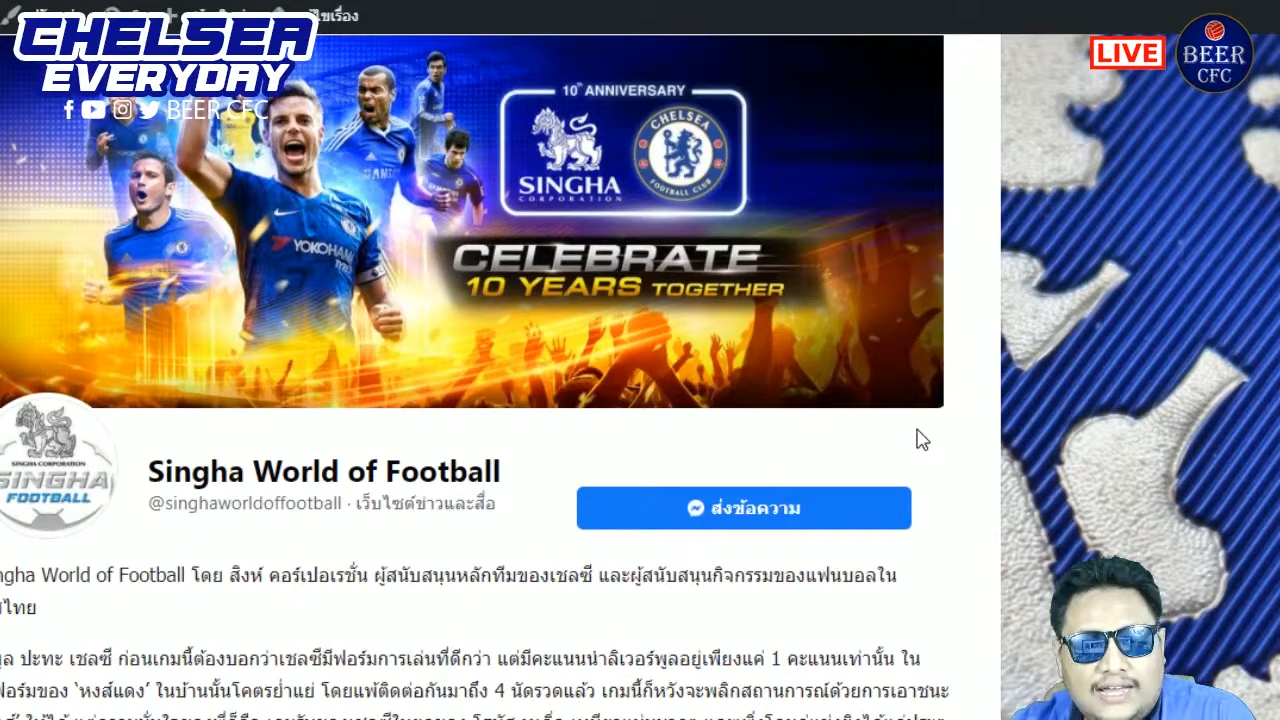 ไขเรื่อง
CHELSEA
EVERYDAY
BEER CFC
LIVE
BEER
CFC
10th ANNIVERSARY
SINGHA
CORPORATION
CHELSEA
FOOTBALL CLUB
SAMS
YOKOHAMA
CELEBRATE
10 YEARS TOGETHER
SINGHA CORPORATION
SINGHA
FOOTBALL
Singha World of Football
@singhaworldoffootball · เว็บไซต์ข่าวและสื่อ
ส่งข้อความ
ngha World of Football โดย สิงห์ คอร์เปอเรชั่น ผู้สนับสนุนหลักทีมของเชลซี และผู้สนับสนุนกิจกรรมของแฟนบอลใน
ไทย
ปะทะ เชลซี ก่อนเกมนี้ต้องบอกว่าเชลซีมีฟอร์มการเล่นที่ดีกว่า แต่มีคะแนนนำลิเวอร์พูลอยู่เพียงแค่ 1 คะแนนเท่านั้น ใน
ฟอร์มของ ‘หงส์แดง’ ในบ้านนั้นโคตรย่ำแย่ โดยแพ้ติดต่อกันมาถึง 4 นัดรวดแล้ว เกมนี้ก็หวังจะพลิกสถานการณ์ด้วยการเอาชนะ